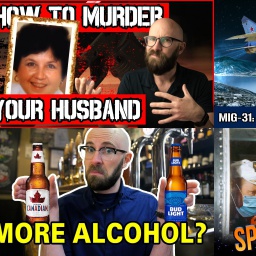 HOW TO MURDER
YOUR HUSBAND
MIG-31:
CANADIAN
BUD
LIGHT
MORE ALCOHOL?
SP